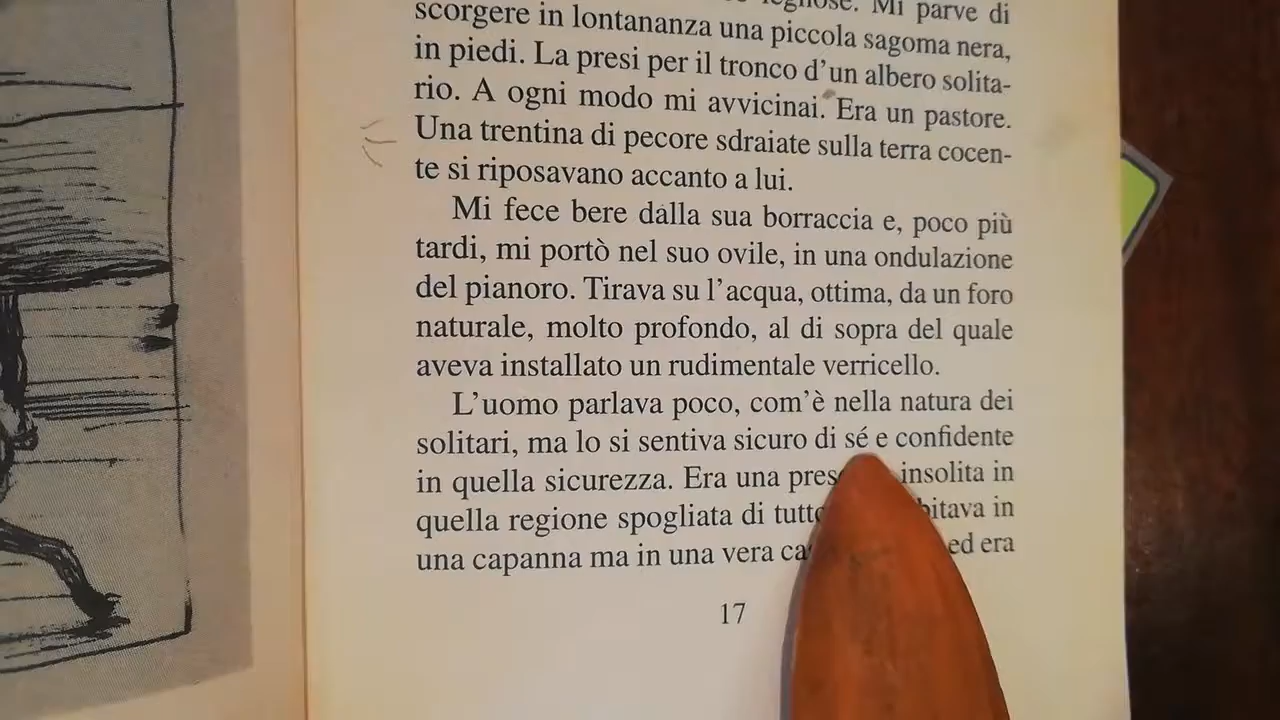 legnose. Mi parve di
scorgere in lontananza una piccola sagoma nera,
in piedi. La presi per il tronco d'un albero solita-
rio. A ogni modo mi avvicinai. Era un pastore.
Una trentina di pecore sdraiate sulla terra cocen-
te si riposavano accanto a lui.
Mi fece bere dalla sua borraccia e, poco più
tardi, mi portò nel suo ovile, in una ondulazione
del pianoro. Tirava su l'acqua, ottima, da un foro
naturale, molto profondo, al di sopra del quale
aveva installato un rudimentale verricello.
L'uomo parlava poco, com'è nella natura dei
solitari, ma lo si sentiva sicuro di sé e confidente
in quella sicurezza. Era una insolita in
quella regione spogliata di in
una capanna ma in una vera ed era
17